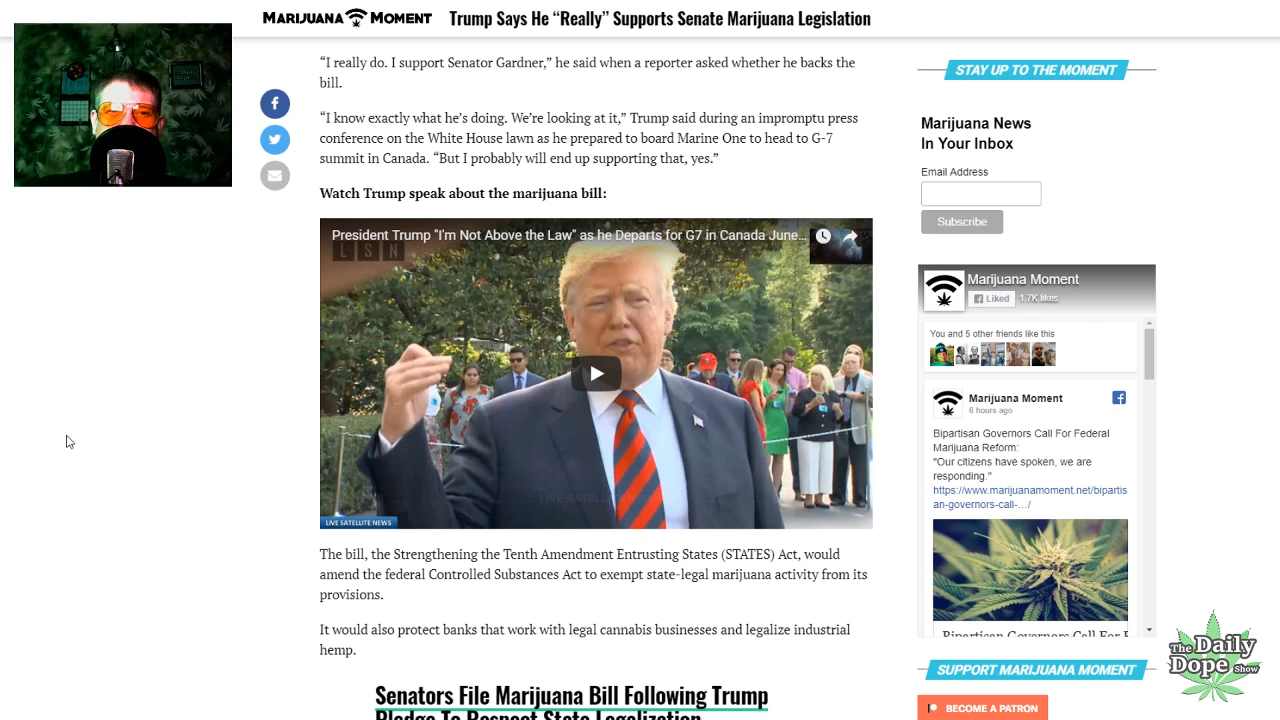 MARIJUANA MOMENT
Trump Says He “Really” Supports Senate Marijuana Legislation
“I really do. I support Senator Gardner,” he said when a reporter asked whether he backs the
bill.
“I know exactly what he’s doing. We’re looking at it,” Trump said during an impromptu press
conference on the White House lawn as he prepared to board Marine One to head to G-7
summit in Canada. “But I probably will end up supporting that, yes.”
Watch Trump speak about the marijuana bill:
President Trump "I'm Not Above the Law" as he Departs for G7 in Canada June...
LSN
LIVE SATELLITE NEWS
The bill, the Strengthening the Tenth Amendment Entrusting States (STATES) Act, would
amend the federal Controlled Substances Act to exempt state-legal marijuana activity from its
provisions.
It would also protect banks that work with legal cannabis businesses and legalize industrial
hemp.
Senators File Marijuana Bill Following Trump
Pledge To Respect State Legalization
STAY UP TO THE MOMENT
Marijuana News
In Your Inbox
Email Address
Subscribe
Marijuana Moment
Liked
1.7K likes
You and 5 other friends like this
Marijuana Moment
6 hours ago
Bipartisan Governors Call For Federal
Marijuana Reform:
"Our citizens have spoken, we are
responding."
https://www.marijuanamoment.net/bipartis
an-governors-call-…/
Bipartisan Governors Call For F
SUPPORT MARIJUANA MOMENT
BECOME A PATRON
The Daily
Dope Show